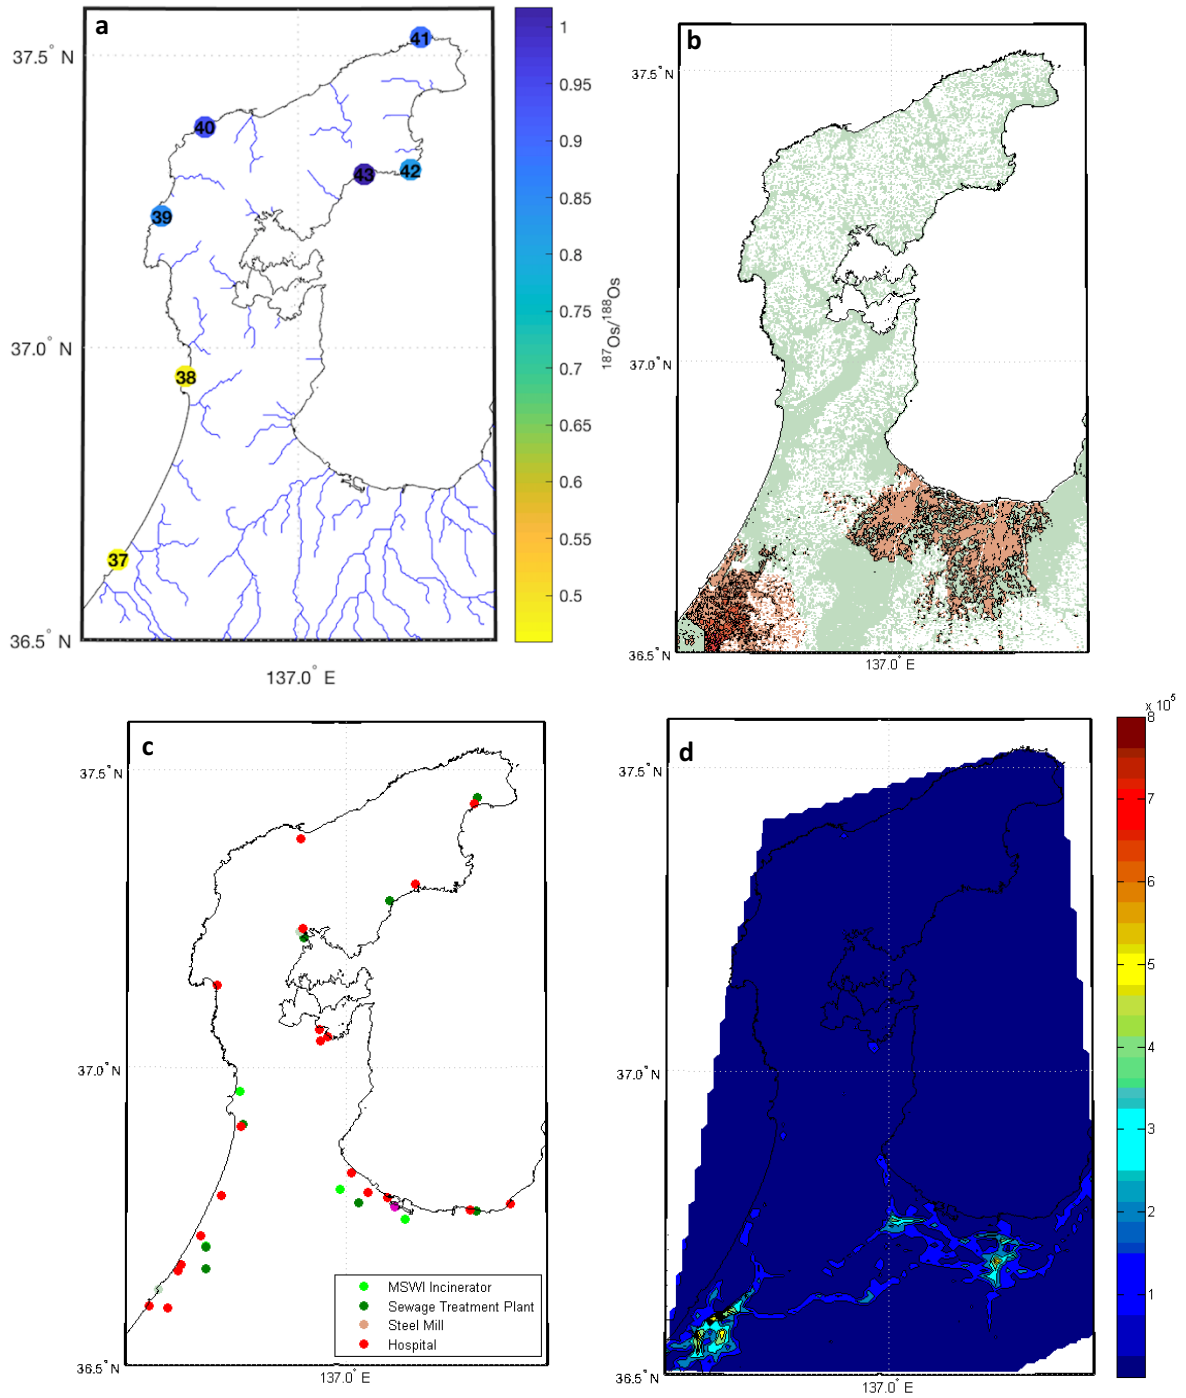 a
37.5° N
37.0° N
36.5° N
137.0° E
41
40
43
42
39
38
37
1
0.95
0.9
0.85
0.8
0.75
0.7
0.65
0.6
0.55
0.5
187Os/188Os
b
37.5° N
37.0° N
36.5° N
137.0° E
c
37.5° N
37.0° N
36.5° N
137.0° E
MSWI Incinerator
Sewage Treatment Plant
Steel Mill
Hospital
d
37.5° N
37.0° N
36.5° N
137.0° E
x 10^5
8
7
6
5
4
3
2
1